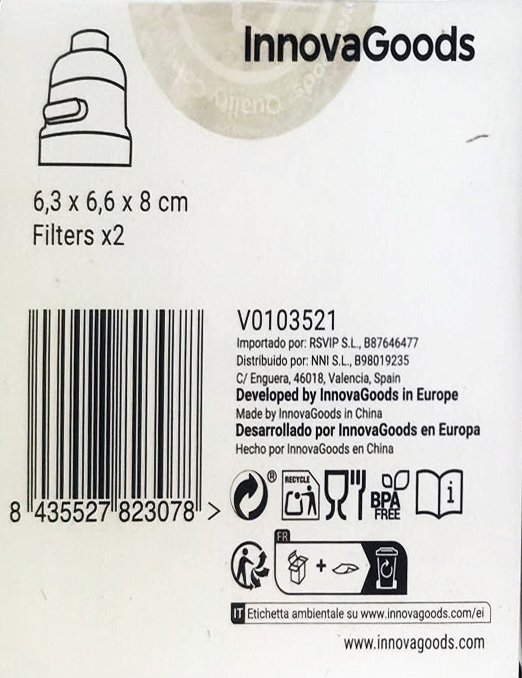 InnovaGoods
Quality
6,3 x 6,6 x 8 cm
Filters x2
V0103521
Importado por: RSVIP S.L., B87646477
Distribuido por: NNI S.L., B98019235
C/ Enguera, 46018, Valencia, Spain
Developed by InnovaGoods in Europe
Made by InnovaGoods in China
Desarrollado por InnovaGoods en Europa
Hecho por InnovaGoods en China
8 435527 823078 >
®
RECYCLE
BPA
FREE
i
FR
+
IT Etichetta ambientale su www.innovagoods.com/ei
www.innovagoods.com